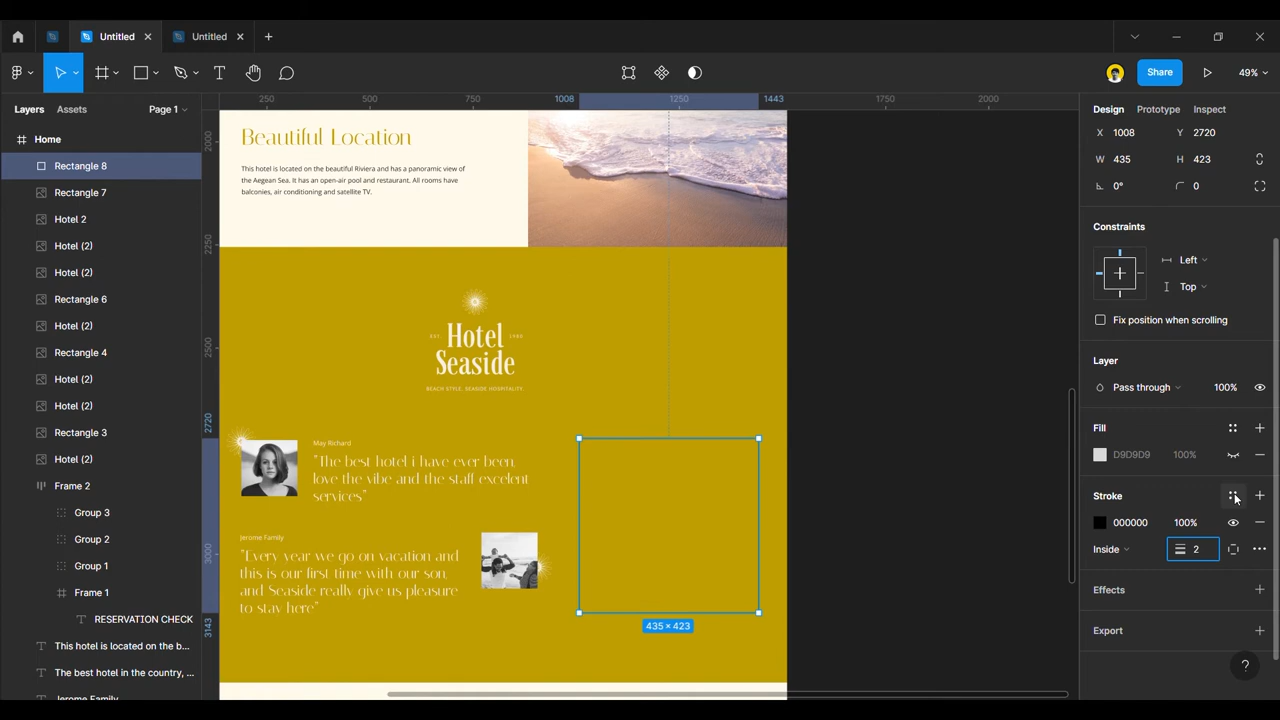 Untitled
Untitled
Share
49%
Layers
Assets
Page 1
250
500
750
1008
1250
1443
1750
2000
Design
Prototype
Inspect
Home
Rectangle 8
Rectangle 7
Hotel 2
Hotel (2)
Hotel (2)
Rectangle 6
Hotel (2)
Rectangle 4
Hotel (2)
Hotel (2)
Rectangle 3
Hotel (2)
Frame 2
Group 3
Group 2
Group 1
Frame 1
RESERVATION CHECK
This hotel is located on the b...
The best hotel in the country, ...
Jerome Family
2000
2250
2500
2720
3000
3143
Beautiful Location
This hotel is located on the beautiful Riviera and has a panoramic view of
the Aegean Sea. It has an open-air pool and restaurant. All rooms have
balconies, air conditioning and satellite TV.
EST. Hotel 1980
Seaside
BEACH STYLE, SEASIDE HOSPITALITY.
May Richard
"The best hotel i have ever been,
love the vibe and the staff excelent
services"
Jerome Family
"Every year we go on vacation and
this is our first time with our son,
and Seaside really give us pleasure
to stay here"
435 × 423
X 1008 Y 2720
W 435 H 423
0° 0
Constraints
Left
Top
Fix position when scrolling
Layer
Pass through 100%
Fill
D9D9D9 100%
Stroke
000000 100%
Inside 2
Effects
Export
?